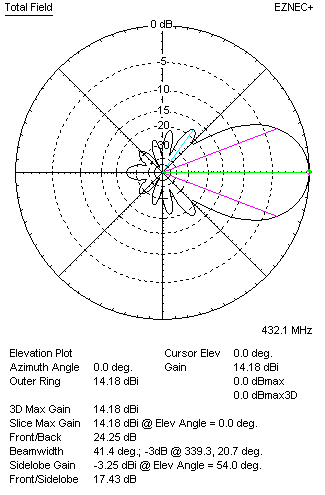 Total Field
EZNEC+
0 dB
-5
-10
-15
-20
-30
432.1 MHz
Elevation Plot
Cursor Elev 0.0 deg.
Azimuth Angle 0.0 deg.
Gain 14.18 dBi
Outer Ring 14.18 dBi
0.0 dBmax
0.0 dBmax3D
3D Max Gain 14.18 dBi
Slice Max Gain 14.18 dBi @ Elev Angle = 0.0 deg.
Front/Back 24.25 dB
Beamwidth 41.4 deg.; -3dB @ 339.3, 20.7 deg.
Sidelobe Gain -3.25 dBi @ Elev Angle = 54.0 deg.
Front/Sidelobe 17.43 dB